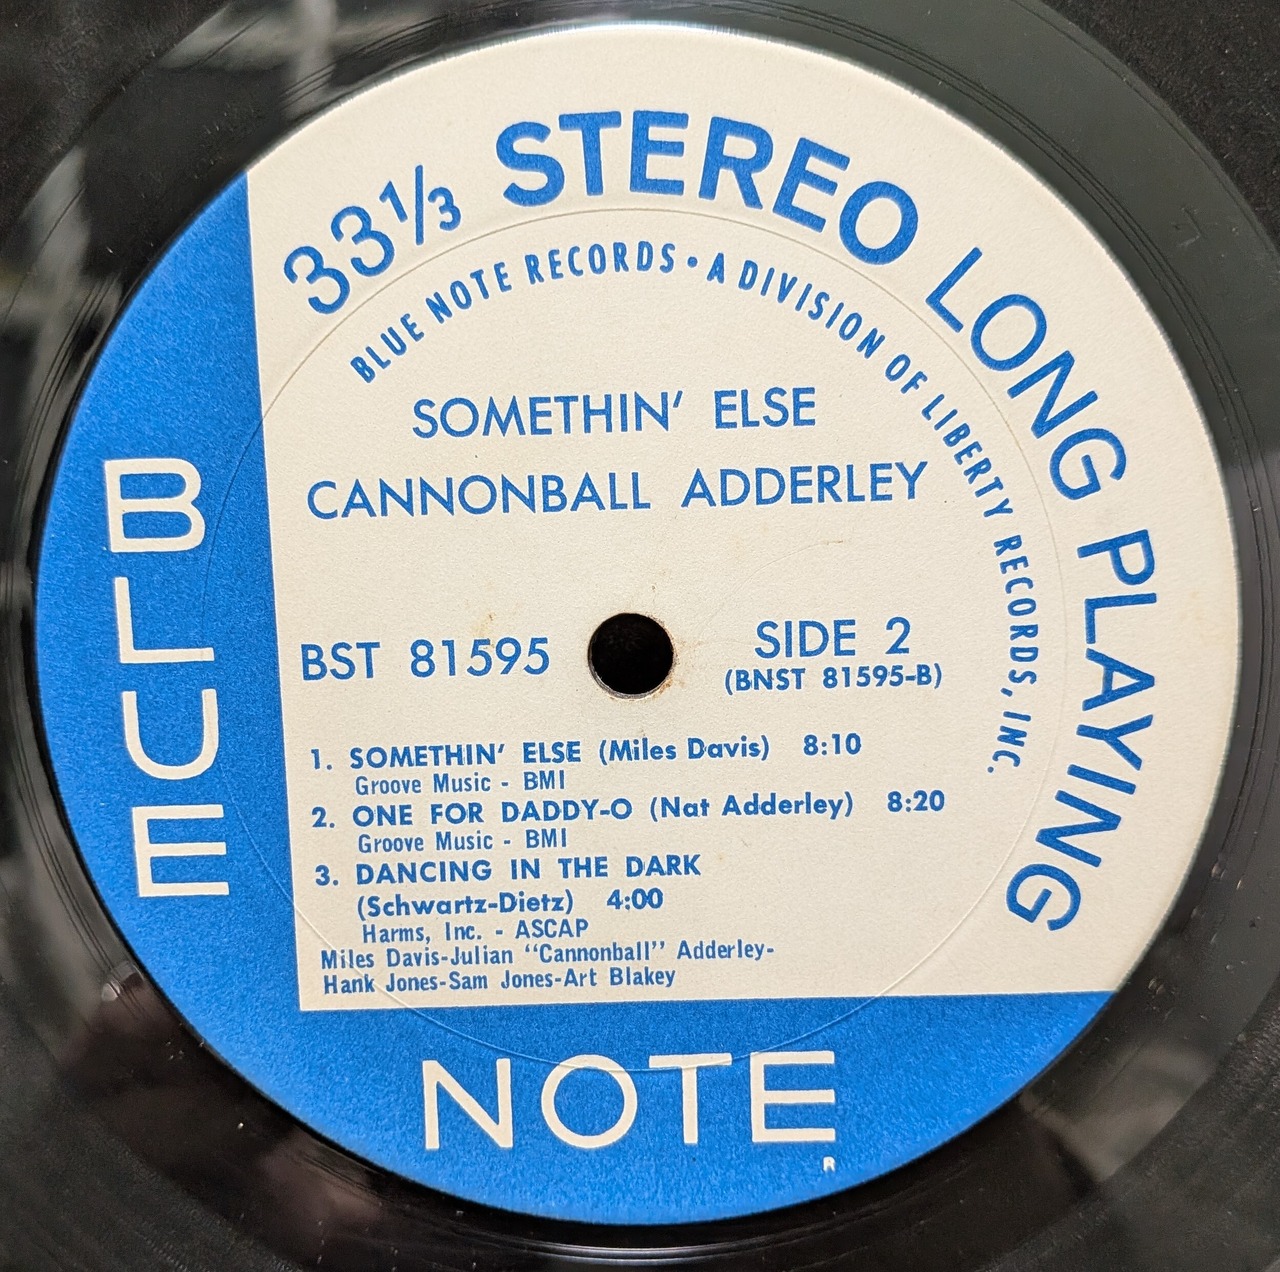 33⅓ STEREO LONG PLAYING
BLUE NOTE RECORDS • A DIVISION OF LIBERTY RECORDS, INC.
SOMETHIN' ELSE
CANNONBALL ADDERLEY
BST 81595
SIDE 2
(BNST 81595-B)
1. SOMETHIN' ELSE (Miles Davis) 8:10
Groove Music - BMI
2. ONE FOR DADDY-O (Nat Adderley) 8:20
Groove Music - BMI
3. DANCING IN THE DARK
(Schwartz-Dietz) 4:00
Harms, Inc. - ASCAP
Miles Davis-Julian "Cannonball" Adderley-
Hank Jones-Sam Jones-Art Blakey
BLUE
NOTE
R